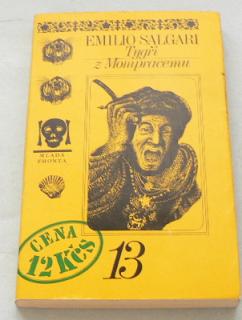 EMILIO SALGARI
Tygři
z Mompracemu
MLADÁ
FRONTA
CENA
12 Kčs
13